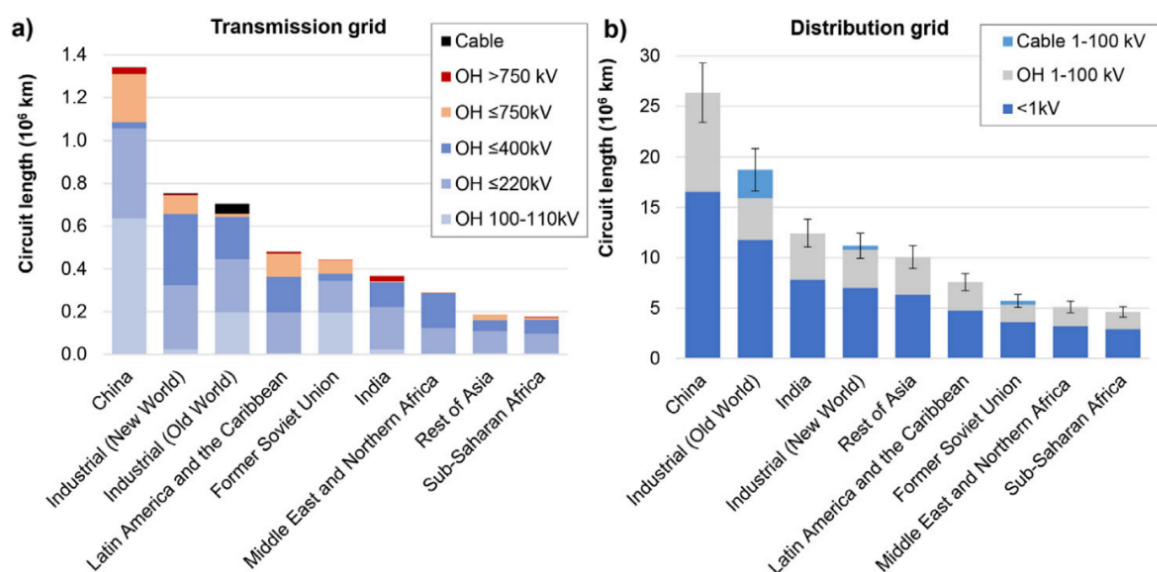 a)
Transmission grid
Cable
OH >750 kV
OH ≤750kV
OH ≤400kV
OH ≤220kV
OH 100-110kV
Circuit length (10⁶ km)
1.4
1.2
1.0
0.8
0.6
0.4
0.2
0.0
China
Industrial (New World)
Industrial (Old World)
Latin America and the Caribbean
Former Soviet Union
India
Middle East and Northern Africa
Rest of Asia
Sub-Saharan Africa
b)
Distribution grid
Cable 1-100 kV
OH 1-100 kV
<1kV
Circuit length (10⁶ km)
30
25
20
15
10
5
0
China
Industrial (Old World)
India
Industrial (New World)
Rest of Asia
Latin America and the Caribbean
Former Soviet Union
Middle East and Northern Africa
Sub-Saharan Africa